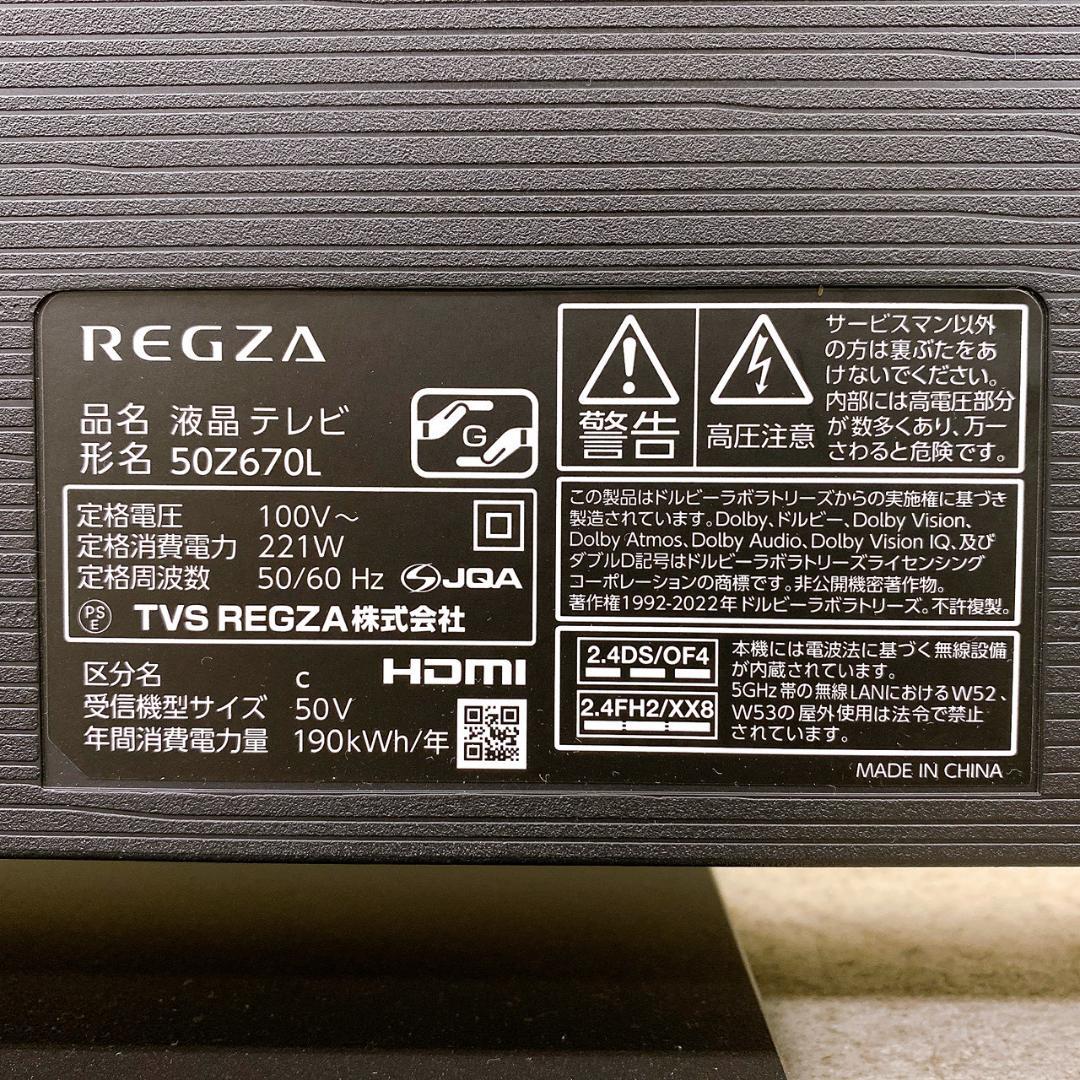 REGZA
品名 液晶テレビ
形名 50Z670L
G
定格電圧 100V～
定格消費電力 221W
定格周波数 50/60 Hz JQA
PSE TVS REGZA株式会社
区分名 c HDMI
受信機型サイズ 50V
年間消費電力量 190kWh/年
警告
高圧注意
サービスマン以外
の方は裏ぶたをあ
けないでください。
内部には高電圧部分
が数多くあり、万一
さわると危険です。
この製品はドルビーラボラトリーズからの実施権に基づき
製造されています。Dolby、ドルビー、Dolby Vision、
Dolby Atmos、Dolby Audio、Dolby Vision IQ、及び
ダブルD記号はドルビーラボラトリーズライセンシング
コーポレーションの商標です。非公開機密著作物。
著作権1992-2022年ドルビーラボラトリーズ。不許複製。
2.4DS/OF4
2.4FH2/XX8
本機には電波法に基づく無線設備
が内蔵されています。
5GHz帯の無線LANにおけるW52、
W53の屋外使用は法令で禁止
されています。
MADE IN CHINA